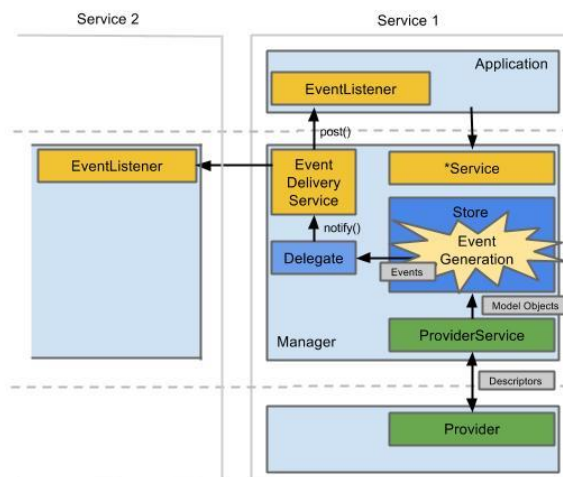 Service 2
Service 1
Application
EventListener
post()
EventListener
Event
Delivery
Service
*Service
Store
notify()
Event
Generation
Delegate
Events
Model Objects
ProviderService
Manager
Descriptors
Provider